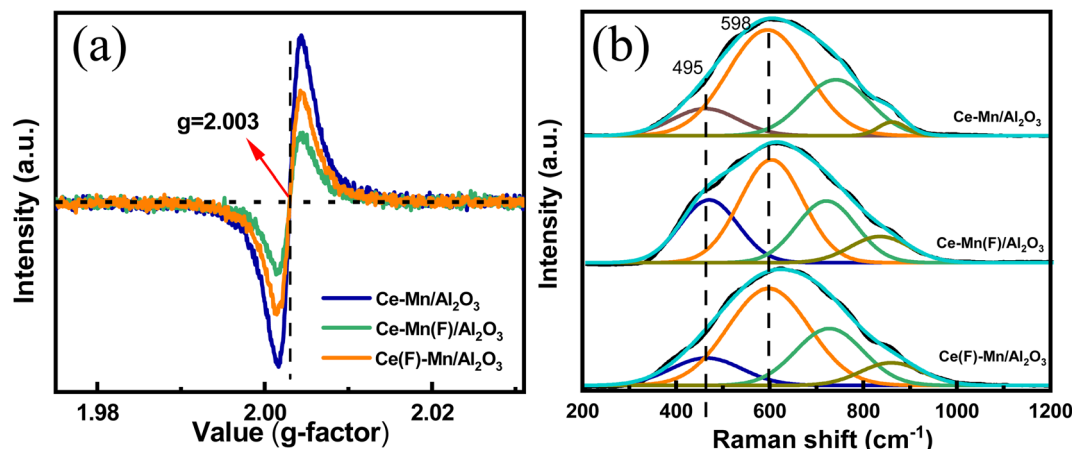 (a)
Intensity (a.u.)
g=2.003
Ce-Mn/Al₂O₃
Ce-Mn(F)/Al₂O₃
Ce(F)-Mn/Al₂O₃
1.98 2.00 2.02
Value (g-factor)
(b)
Intensity (a.u.)
598
495
Ce-Mn/Al₂O₃
Ce-Mn(F)/Al₂O₃
Ce(F)-Mn/Al₂O₃
200 400 600 800 1000 1200
Raman shift (cm⁻¹)